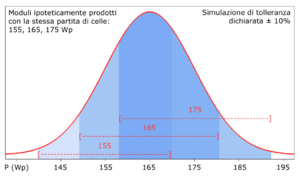 Moduli ipoteticamente prodotti
con la stessa partita di celle:
155, 165, 175 Wp
Simulazione di tolleranza
dichiarata ± 10%
175
165
155
P (Wp) 145 155 165 175 185 195